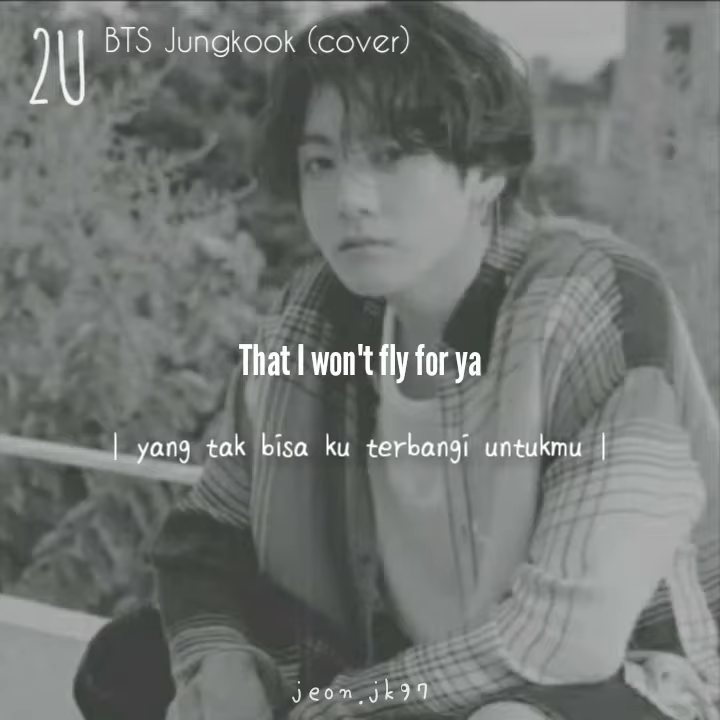 2U
BTS Jungkook (cover)
That I won't fly for ya
| yang tak bisa ku terbangi untukmu |
jeon.jk97